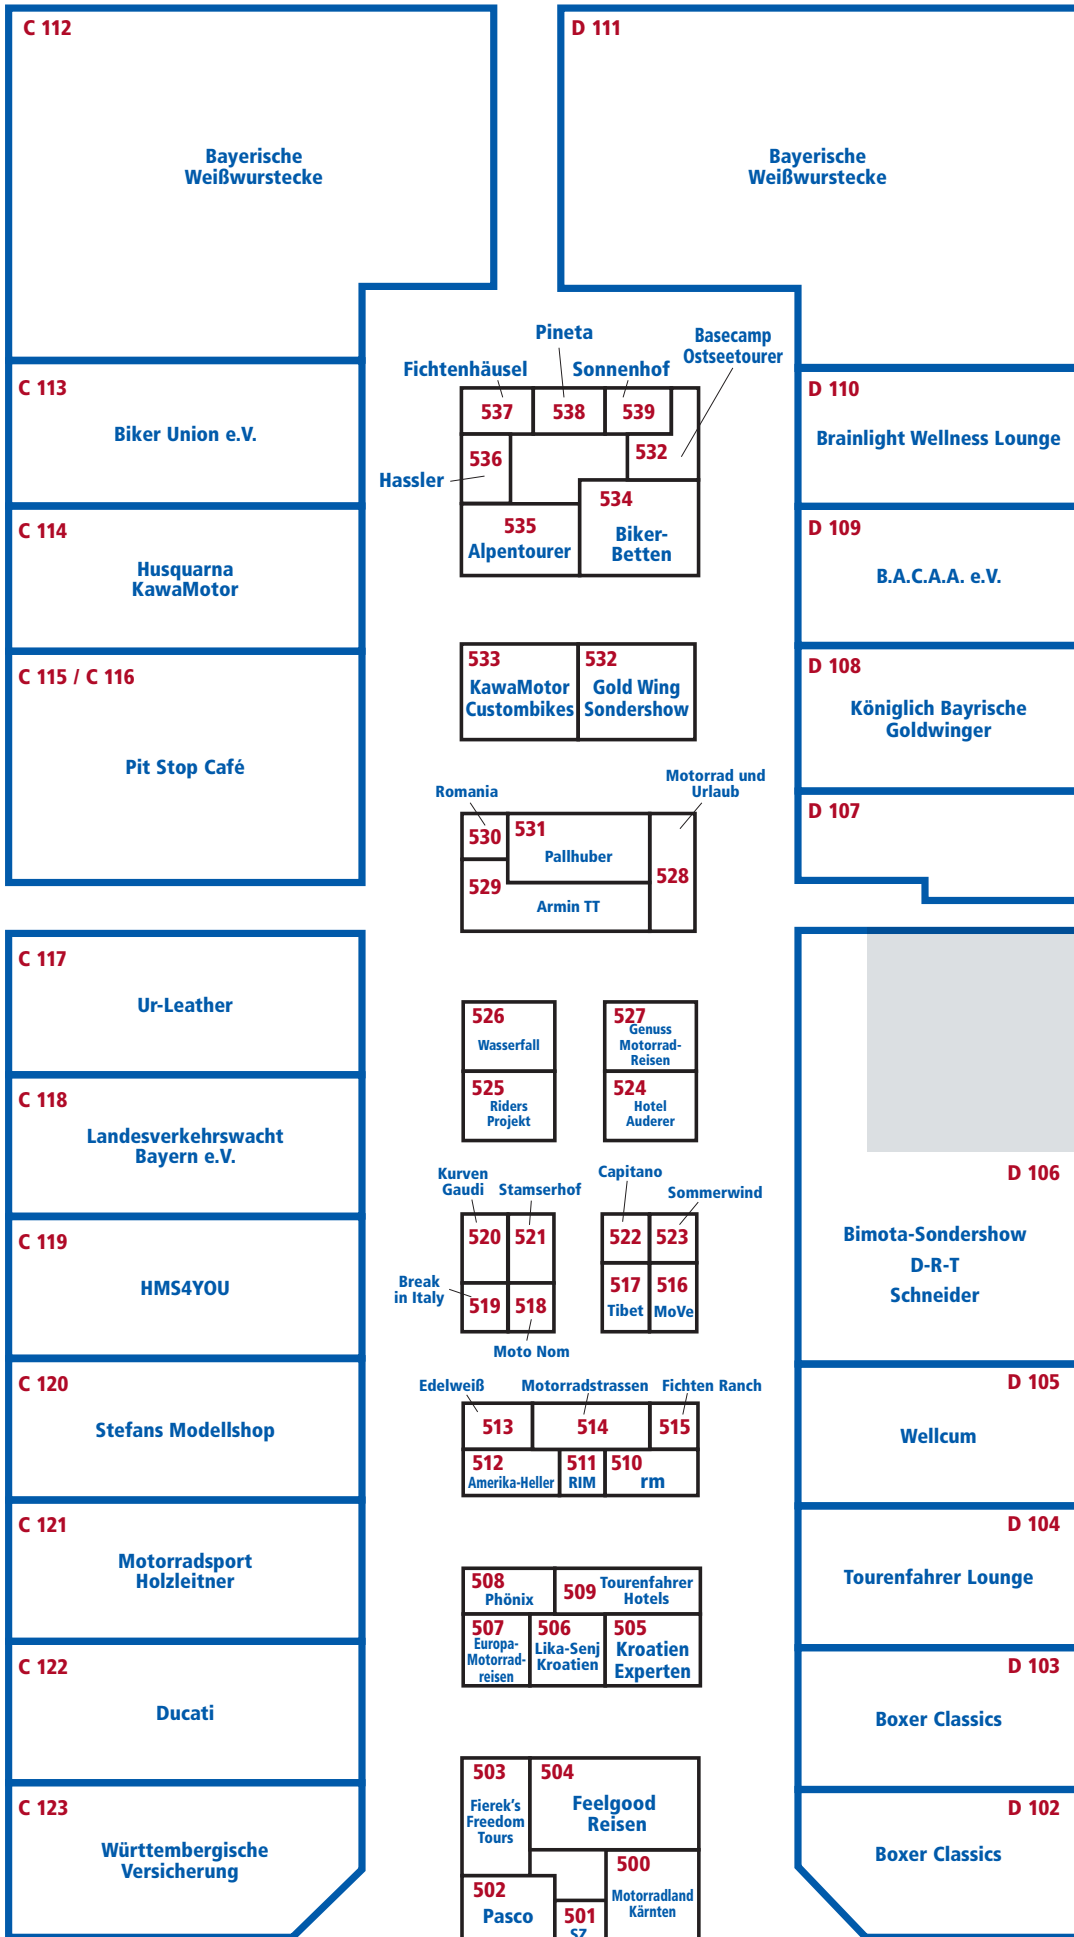 C 112
Bayerische
Weißwurstecke
D 111
Bayerische
Weißwurstecke
C 113
Biker Union e.V.
C 114
Husquarna
KawaMotor
C 115 / C 116
Pit Stop Café
C 117
Ur-Leather
C 118
Landesverkehrswacht
Bayern e.V.
C 119
HMS4YOU
C 120
Stefans Modellshop
C 121
Motorradsport
Holzleitner
C 122
Ducati
C 123
Württembergische
Versicherung
Pineta
Basecamp
Ostseetourer
Fichtenhäusel
Sonnenhof
537
538
539
536
532
Hassler
534
Biker-
Betten
535
Alpentourer
533
KawaMotor
Custombikes
532
Gold Wing
Sondershow
Motorrad und
Urlaub
Romania
530
531
Pallhuber
528
529
Armin TT
526
Wasserfall
527
Genuss
Motorrad-
Reisen
525
Riders
Projekt
524
Hotel
Auderer
Kurven
Gaudi
Stamserhof
Capitano
Sommerwind
520
521
522
523
Break
in Italy
519
518
517
Tibet
516
MoVe
Moto Nom
Edelweiß
Motorradstrassen
Fichten Ranch
513
514
515
512
Amerika-Heller
511
RIM
510
rm
508
Phönix
509
Tourenfahrer
Hotels
507
Europa-
Motorrad-
reisen
506
Lika-Senj
Kroatien
505
Kroatien
Experten
503
Fierek's
Freedom
Tours
504
Feelgood
Reisen
500
Motorradland
Kärnten
502
Pasco
501
SZ
D 110
Brainlight Wellness Lounge
D 109
B.A.C.A.A. e.V.
D 108
Königlich Bayrische
Goldwinger
D 107
D 106
Bimota-Sondershow
D-R-T
Schneider
D 105
Wellcum
D 104
Tourenfahrer Lounge
D 103
Boxer Classics
D 102
Boxer Classics